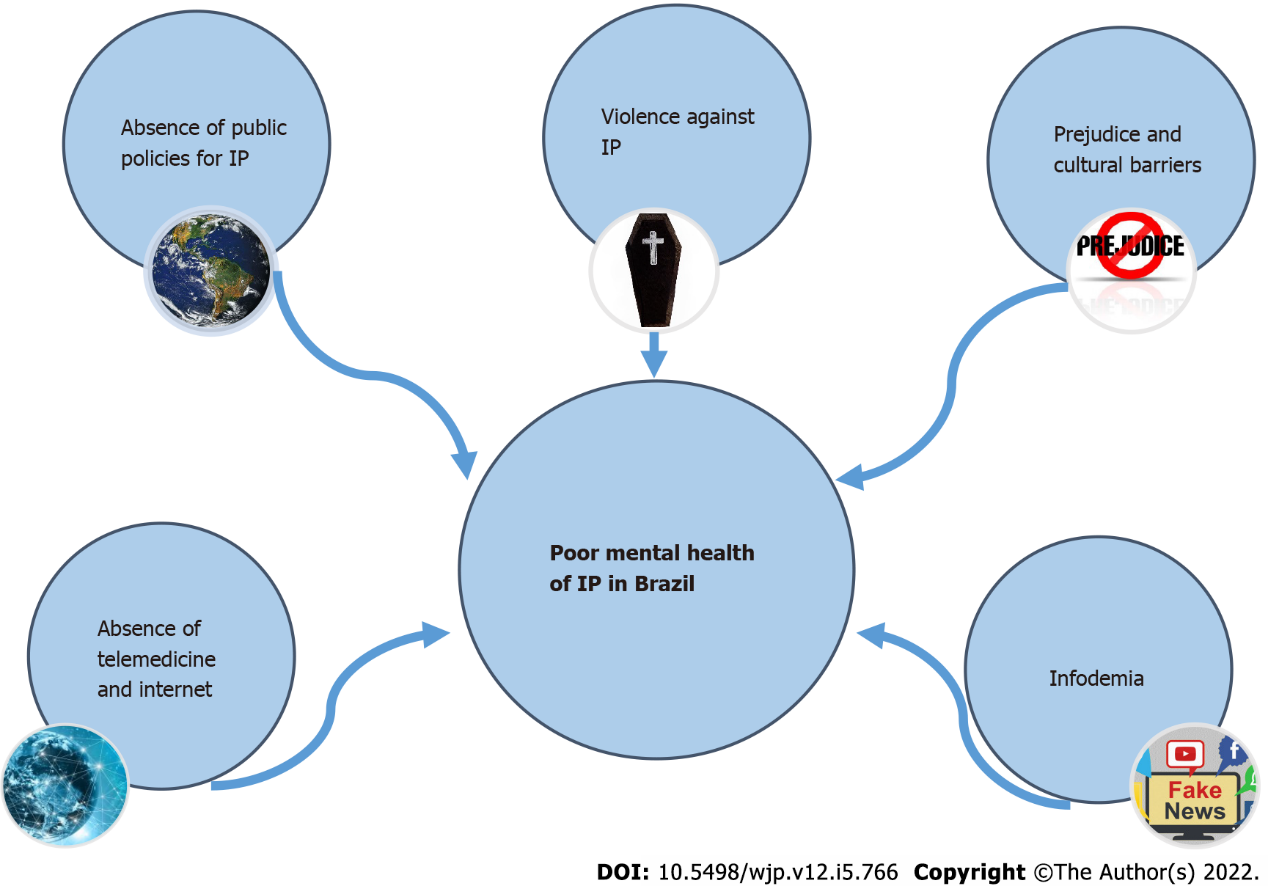 Absence of public
policies for IP
Violence against
IP
Prejudice and
cultural barriers
PREJUDICE
Poor mental health
of IP in Brazil
Absence of
telemedicine
and internet
Infodemia
f
Fake
News
DOI: 10.5498/wjp.v12.i5.766 Copyright ©The Author(s) 2022.